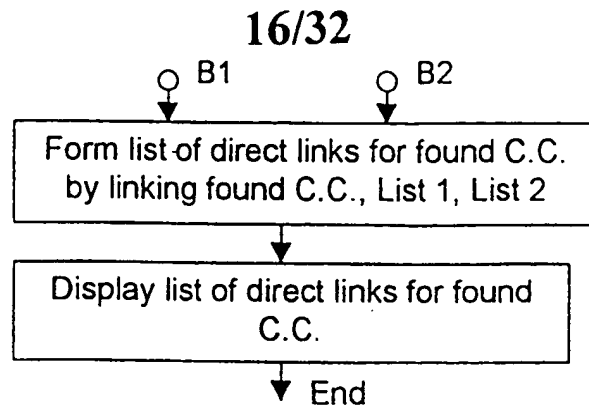 16/32
B1 B2
Form list of direct links for found C.C.
by linking found C.C., List 1, List 2
Display list of direct links for found
C.C.
End